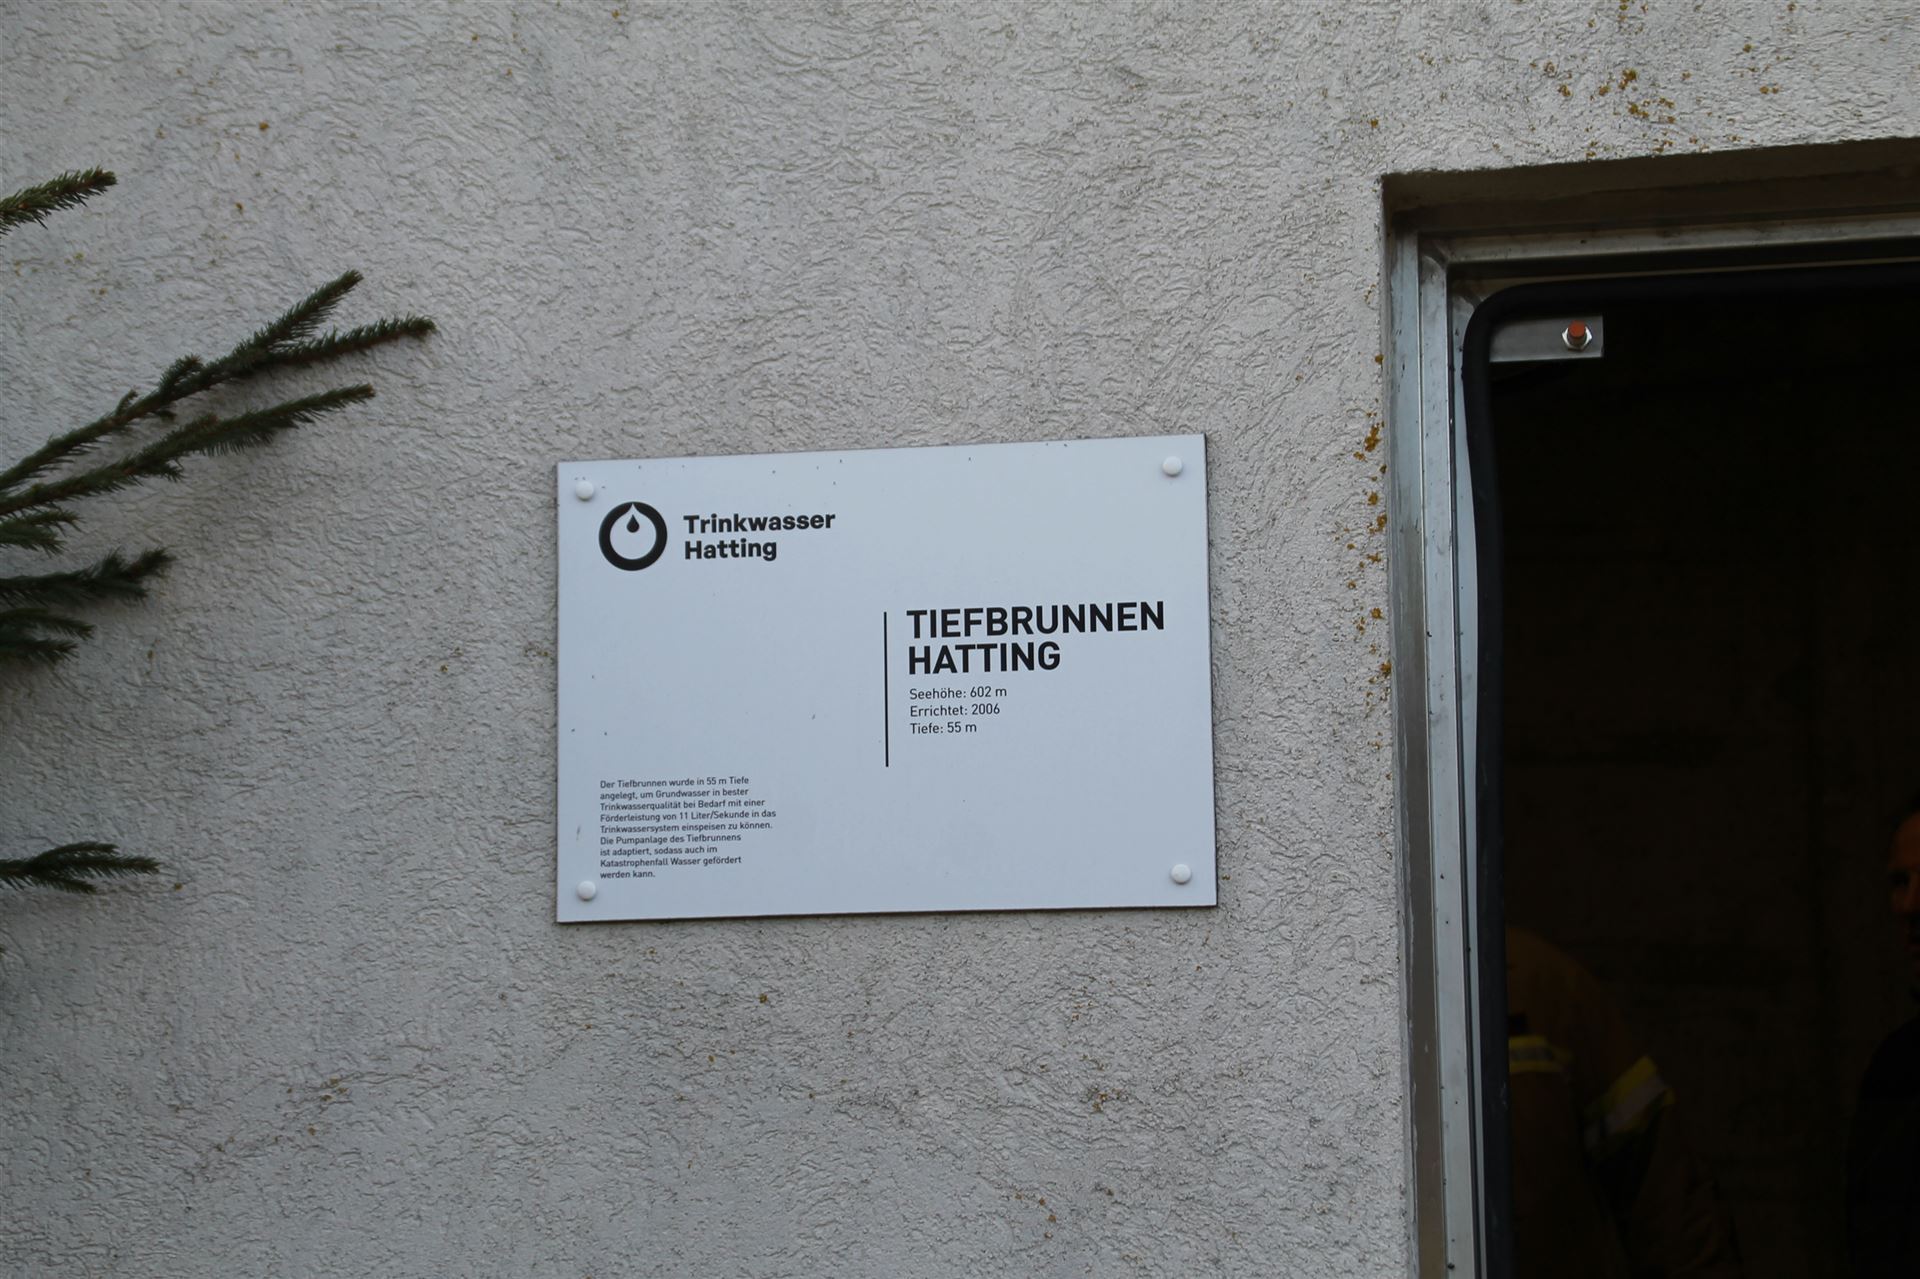 Trinkwasser
Hatting
TIEFBRUNNEN
HATTING
Seehöhe: 602 m
Errichtet: 2006
Tiefe: 55 m
Der Tiefbrunnen wurde in 55 m Tiefe
angelegt, um Grundwasser in bester
Trinkwasserqualität bei Bedarf mit einer
Förderleistung von 11 Liter/Sekunde in das
Trinkwassersystem einspeisen zu können.
Die Pumpanlage des Tiefbrunnens
ist adaptiert, sodass auch im
Katastrophenfall Wasser gefördert
werden kann.